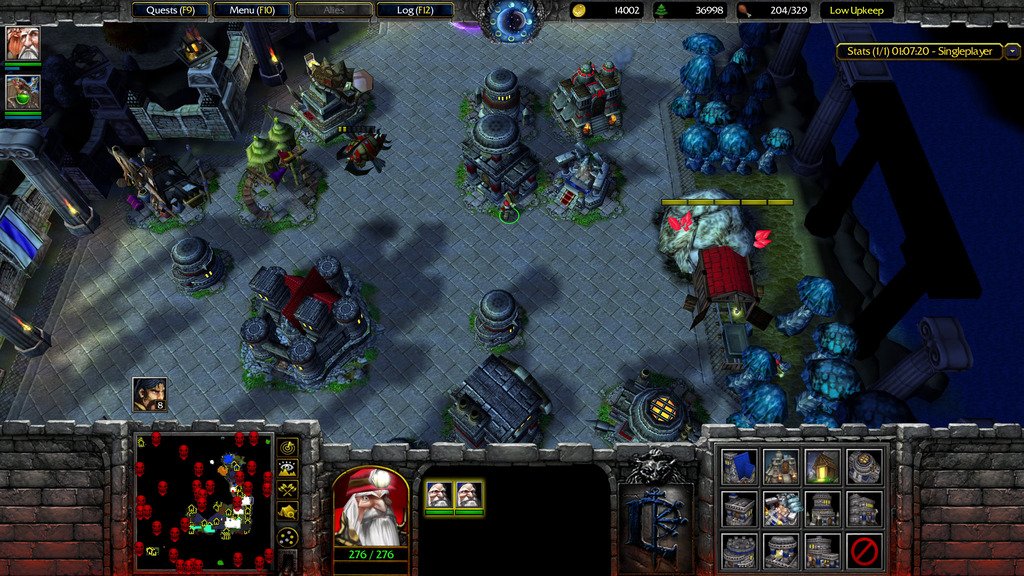 Quests (F9) Menu (F10) Allies Log (F12) 14002 36998 204/329 Low Upkeep
Stats (1/1) 01:07:20 - Singleplayer
8
276 / 276